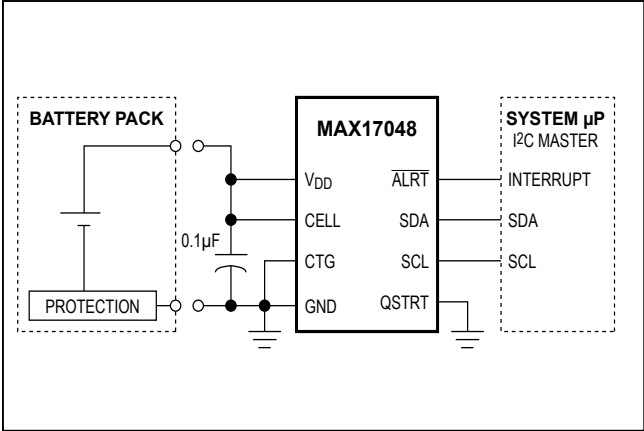 BATTERY PACK
PROTECTION
0.1µF
MAX17048
VDD
CELL
CTG
GND
ALRT
SDA
SCL
QSTRT
SYSTEM µP
I2C MASTER
INTERRUPT
SDA
SCL